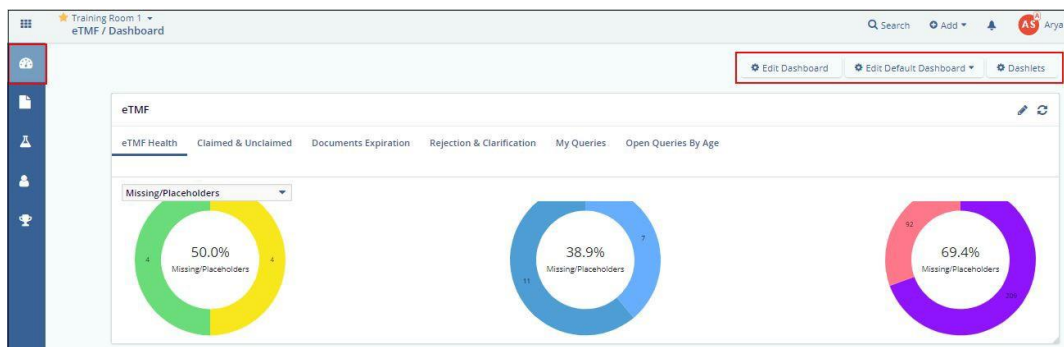 Training Room 1
eTMF / Dashboard
Search
Add
A
AS
Arya
Edit Dashboard
Edit Default Dashboard
Dashlets
eTMF
eTMF Health
Claimed & Unclaimed
Documents Expiration
Rejection & Clarification
My Queries
Open Queries By Age
Missing/Placeholders
4
50.0%
Missing/Placeholders
4
11
38.9%
Missing/Placeholders
7
92
69.4%
Missing/Placeholders